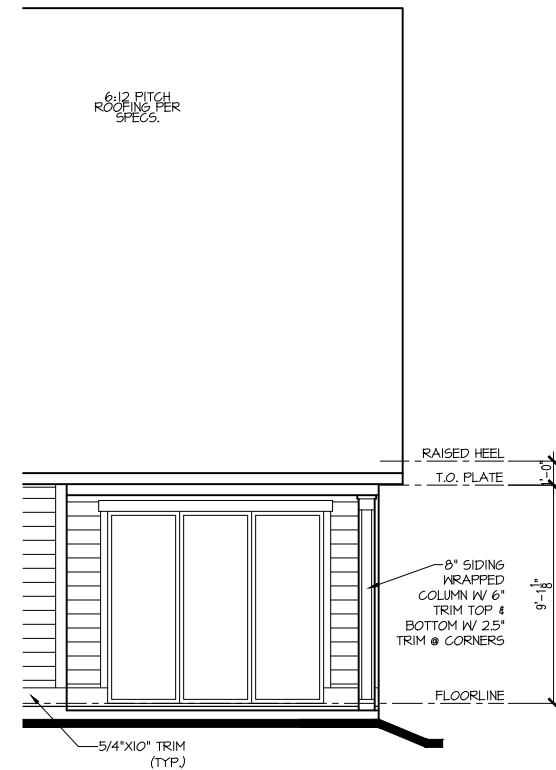 6:12 PITCH
ROOFING PER
SPECS.
RAISED HEEL
1'-0"
T.O. PLATE
8" SIDING
WRAPPED
COLUMN W/ 6"
TRIM TOP &
BOTTOM W/ 2.5"
TRIM @ CORNERS
9'-1 1/8"
FLOORLINE
5/4"X10" TRIM
(TYP.)